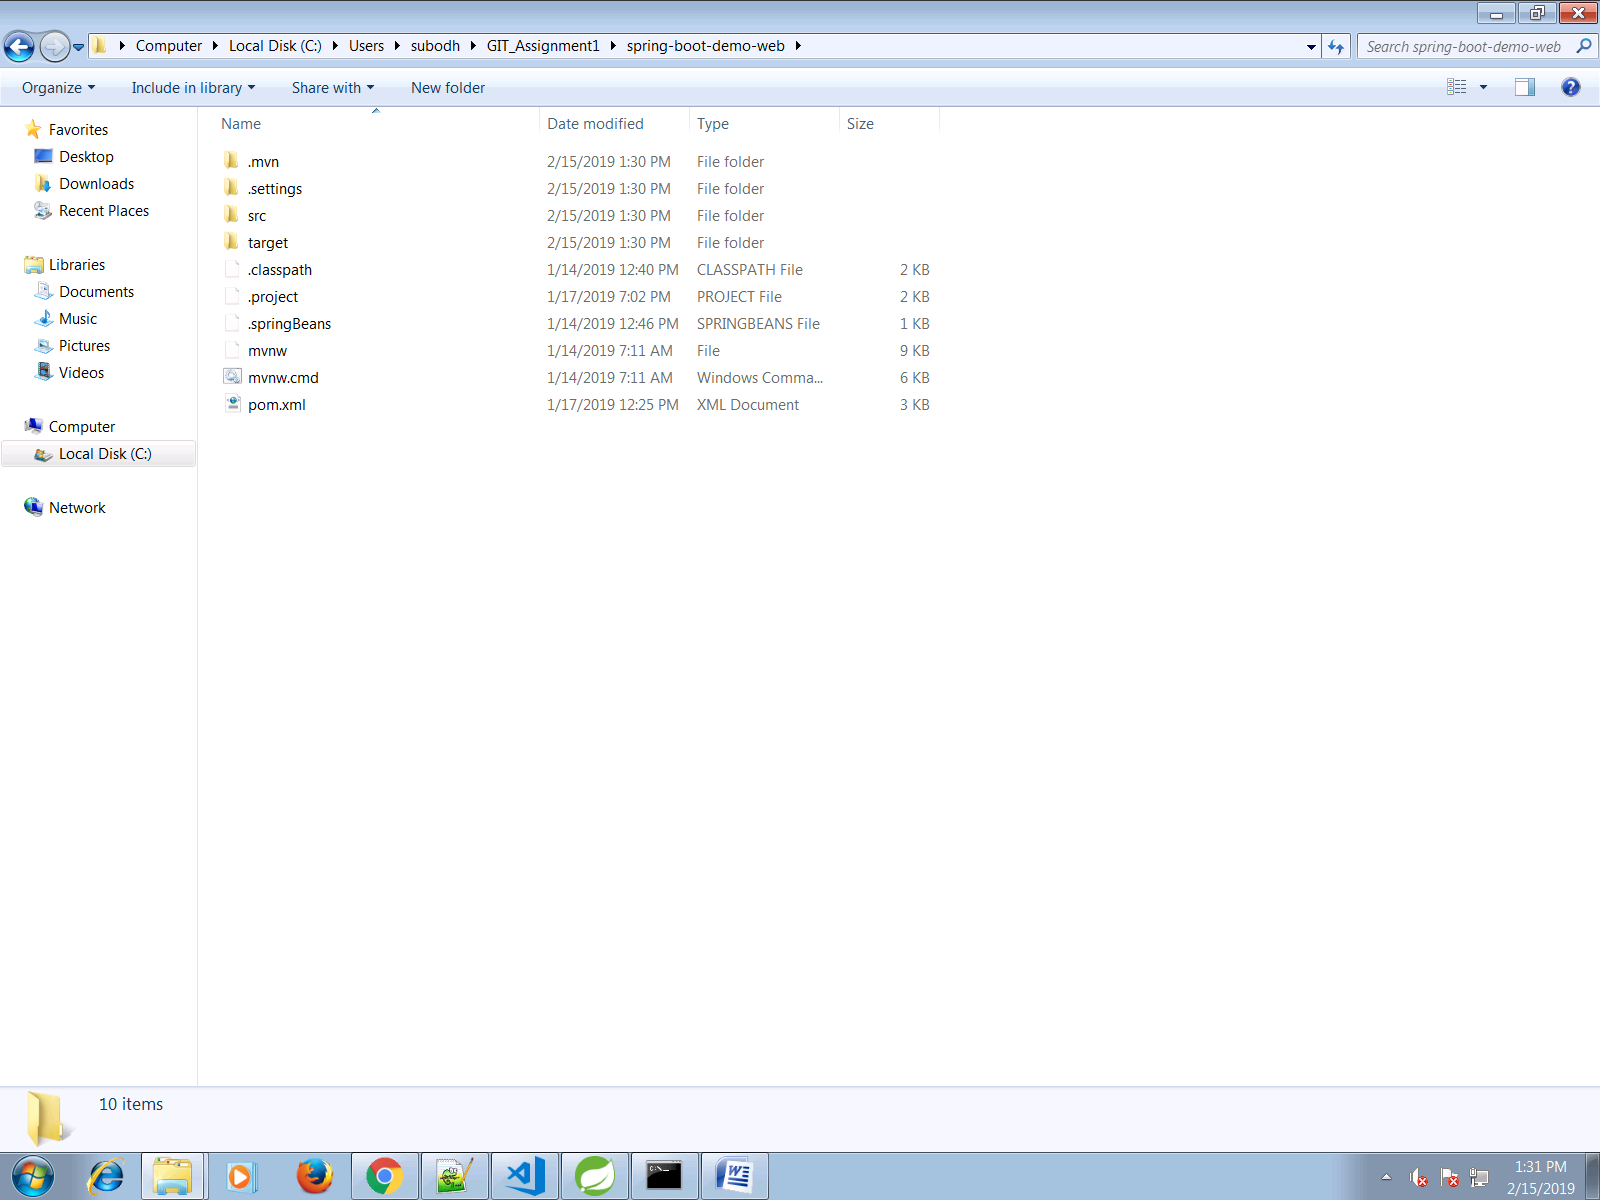 Computer Local Disk (C:) Users subodh GIT_Assignment1 spring-boot-demo-web Search spring-boot-demo-web
Organize Include in library Share with New folder
Favorites
Desktop
Downloads
Recent Places
Libraries
Documents
Music
Pictures
Videos
Computer
Local Disk (C:)
Network
Name Date modified Type Size
.mvn 2/15/2019 1:30 PM File folder
.settings 2/15/2019 1:30 PM File folder
src 2/15/2019 1:30 PM File folder
target 2/15/2019 1:30 PM File folder
.classpath 1/14/2019 12:40 PM CLASSPATH File 2 KB
.project 1/17/2019 7:02 PM PROJECT File 2 KB
.springBeans 1/14/2019 12:46 PM SPRINGBEANS File 1 KB
mvnw 1/14/2019 7:11 AM File 9 KB
mvnw.cmd 1/14/2019 7:11 AM Windows Comma... 6 KB
pom.xml 1/17/2019 12:25 PM XML Document 3 KB
10 items
1:31 PM
2/15/2019